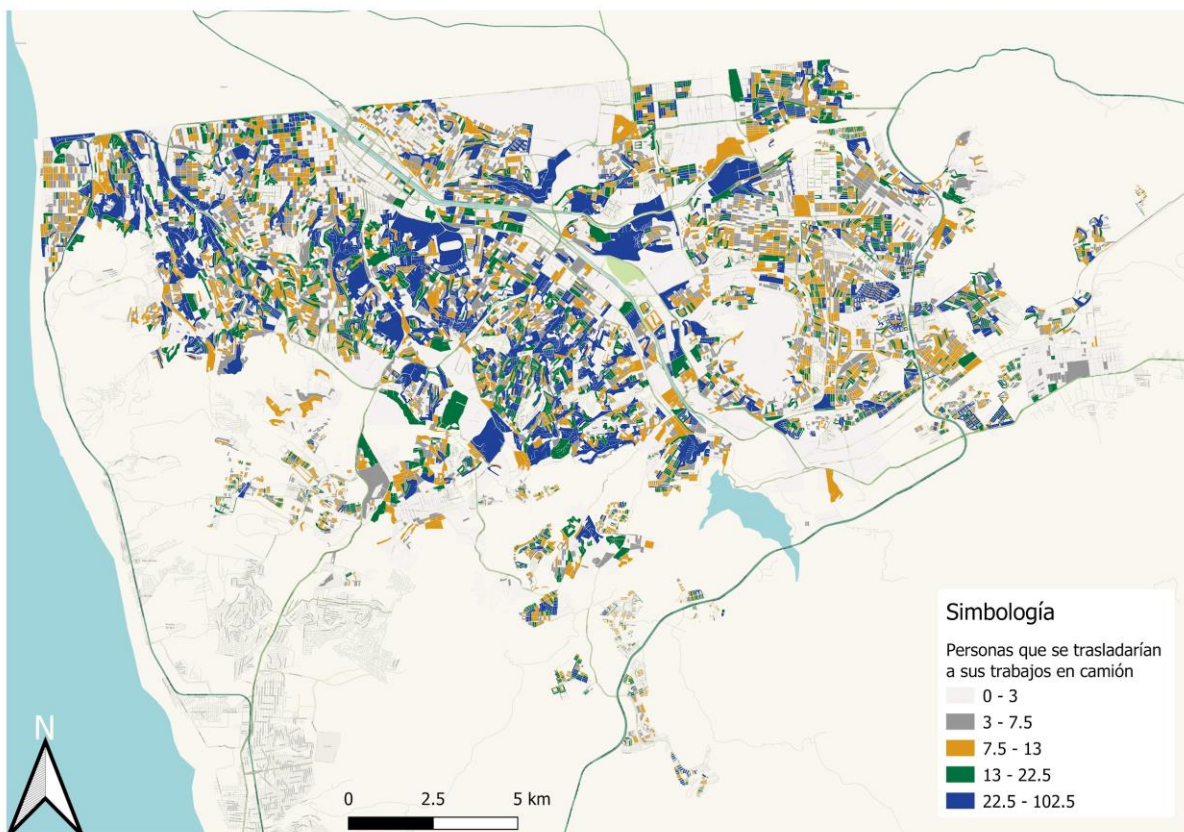 Simbología
Personas que se trasladarían
a sus trabajos en camión
0 - 3
3 - 7.5
7.5 - 13
13 - 22.5
22.5 - 102.5
N
0 2.5 5 km